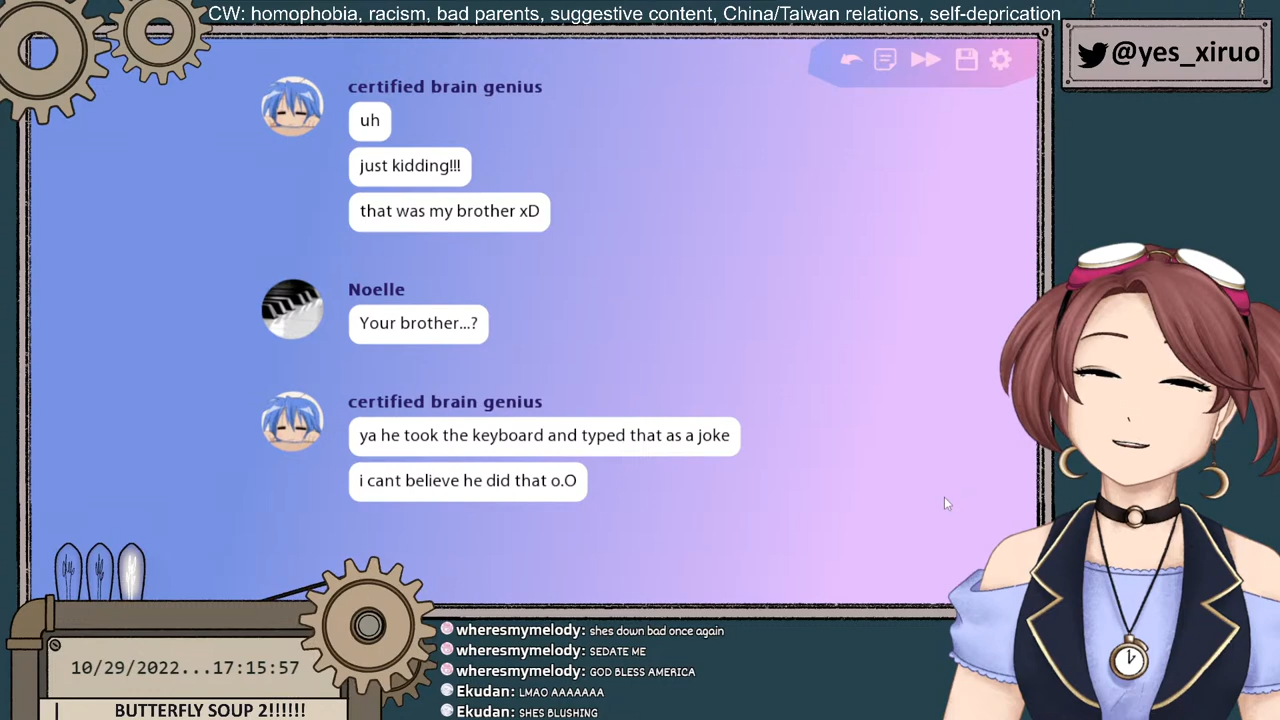 CW: homophobia, racism, bad parents, suggestive content, China/Taiwan relations, self-deprication
@yes_xiruo
certified brain genius
uh
just kidding!!!
that was my brother xD
Noelle
Your brother...?
certified brain genius
ya he took the keyboard and typed that as a joke
i cant believe he did that o.O
10/29/2022...17:15:57
BUTTERFLY SOUP 2!!!!!!
wheresmymelody: shes down bad once again
wheresmymelody: SEDATE ME
wheresmymelody: GOD BLESS AMERICA
Ekudan: LMAO AAAAAAA
Ekudan: SHES BLUSHING